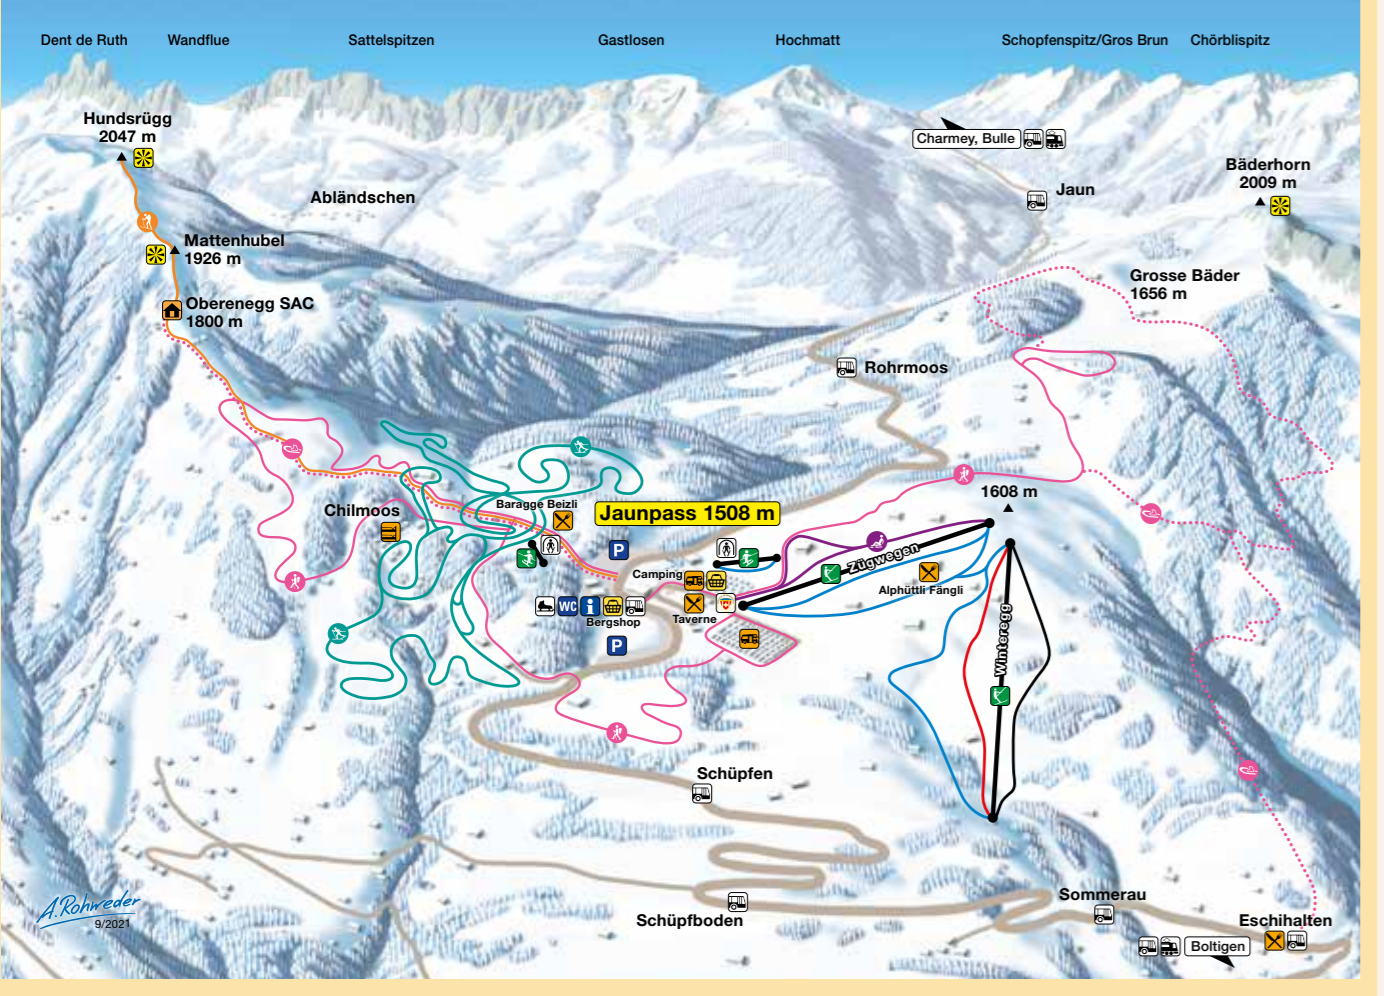 Dent de Ruth
Wandflue
Sattelspitzen
Gastlosen
Hochmatt
Schopfenspitz/Gros Brun
Chörblispitz
Hundsrügg
2047 m
Charmey, Bulle
Bäderhorn
2009 m
Jaun
Abländschen
Mattenhubel
1926 m
Grosse Bäder
1656 m
Oberenegg SAC
1800 m
Rohrmoos
1608 m
Baragge Beizli
Chilmoos
Jaunpass 1508 m
P
Zügwegen
Camping
Alphüttli Fängli
WC
i
Bergshop
Taverne
P
Winteregg
Schüpfen
A.Rohweder
9/2021
Schüpfboden
Sommerau
Eschihalten
Boltigen